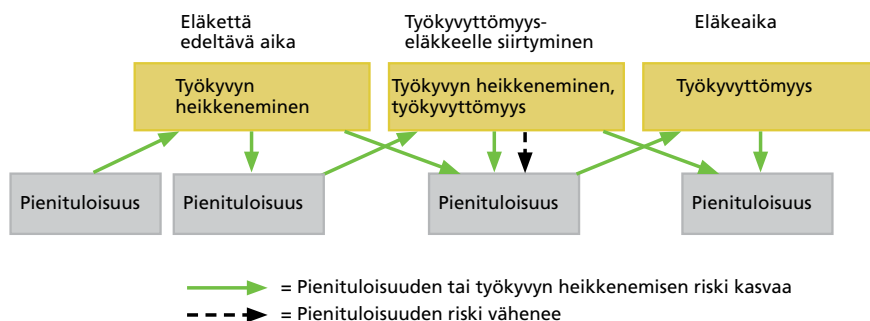 Eläkettä
edeltävä aika
Työkyvyttömyys-
eläkkeelle siirtyminen
Eläkeaika
Työkyvyn
heikkeneminen
Työkyvyn heikkeneminen,
työkyvyttömyys
Työkyvyttömyys
Pienituloisuus
Pienituloisuus
Pienituloisuus
Pienituloisuus
= Pienituloisuuden tai työkyvyn heikkenemisen riski kasvaa
= Pienituloisuuden riski vähenee